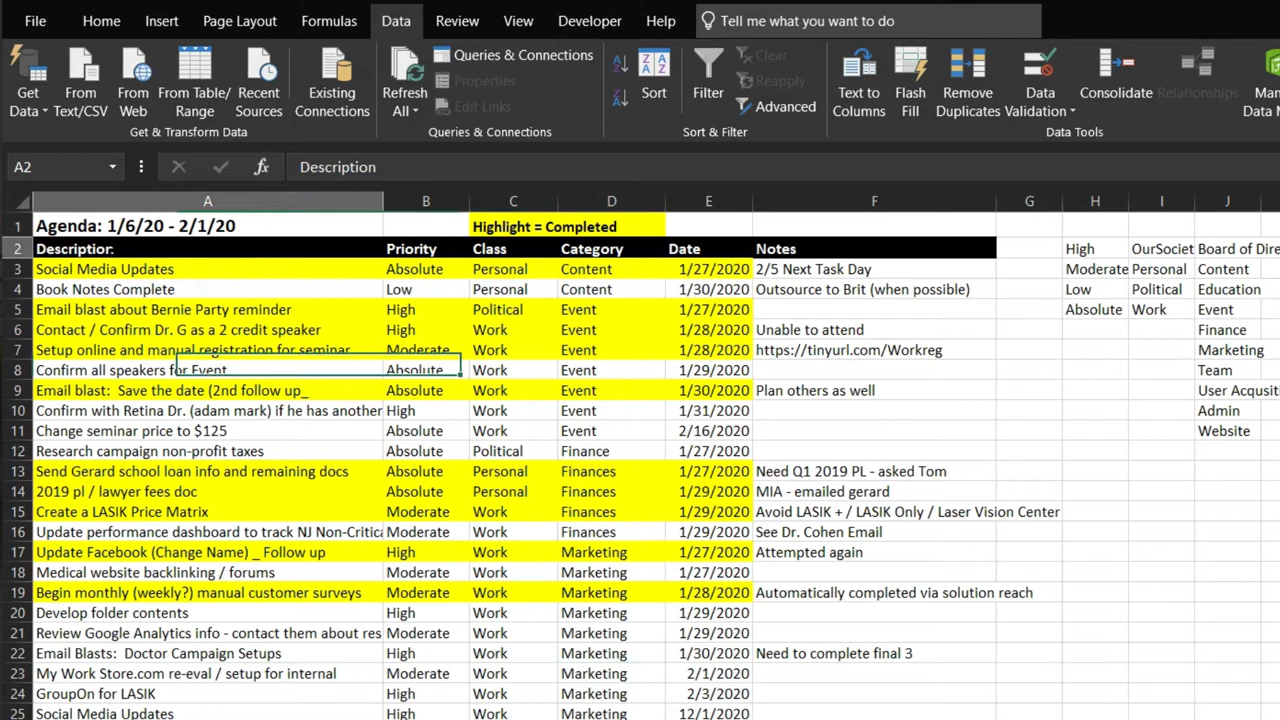 File Home Insert Page Layout Formulas Data Review View Developer Help Tell me what you want to do
Queries & Connections Clear
Properties Reapply
Edit Links Advanced
Get Data From Text/CSV From Web From Table/ Range Recent Sources Existing Connections Refresh All Sort Filter Text to Columns Flash Fill Remove Duplicates Data Validation Consolidate Relationships Data
Get & Transform Data Queries & Connections Sort & Filter Data Tools
A2 fx Description
A B C D E F G H I J
1 Agenda: 1/6/20 - 2/1/20 Highlight = Completed
2 Description Priority Class Category Date Notes High OurSociet Board of Dire
3 Social Media Updates Absolute Personal Content 1/27/2020 2/5 Next Task Day Moderate Personal Content
4 Book Notes Complete Low Personal Content 1/30/2020 Outsource to Brit (when possible) Low Political Education
5 Email blast about Bernie Party reminder High Political Event 1/27/2020 Absolute Work Event
6 Contact / Confirm Dr. G as a 2 credit speaker High Work Event 1/28/2020 Unable to attend Finance
7 Setup online and manual registration for seminar Moderate Work Event 1/28/2020 https://tinyurl.com/Workreg Marketing
8 Confirm all speakers for Event Absolute Work Event 1/29/2020 Team
9 Email blast: Save the date (2nd follow up_ Absolute Work Event 1/30/2020 Plan others as well User Acqusiti
10 Confirm with Retina Dr. (adam mark) if he has another High Work Event 1/31/2020 Admin
11 Change seminar price to $125 Absolute Work Event 2/16/2020 Website
12 Research campaign non-profit taxes Absolute Political Finance 1/27/2020
13 Send Gerard school loan info and remaining docs Absolute Personal Finances 1/27/2020 Need Q1 2019 PL - asked Tom
14 2019 pl / lawyer fees doc Absolute Personal Finances 1/29/2020 MIA - emailed gerard
15 Create a LASIK Price Matrix Moderate Work Finances 1/29/2020 Avoid LASIK + / LASIK Only / Laser Vision Center
16 Update performance dashboard to track NJ Non-Critica Moderate Work Finances 1/29/2020 See Dr. Cohen Email
17 Update Facebook (Change Name) _ Follow up High Work Marketing 1/27/2020 Attempted again
18 Medical website backlinking / forums Moderate Work Marketing 1/27/2020
19 Begin monthly (weekly?) manual customer surveys Moderate Work Marketing 1/28/2020 Automatically completed via solution reach
20 Develop folder contents High Work Marketing 1/29/2020
21 Review Google Analytics info - contact them about res Moderate Work Marketing 1/29/2020
22 Email Blasts: Doctor Campaign Setups High Work Marketing 1/30/2020 Need to complete final 3
23 My Work Store.com re-eval / setup for internal Moderate Work Marketing 2/1/2020
24 GroupOn for LASIK High Work Marketing 2/3/2020
25 Social Media Updates High Work Marketing 12/1/2020